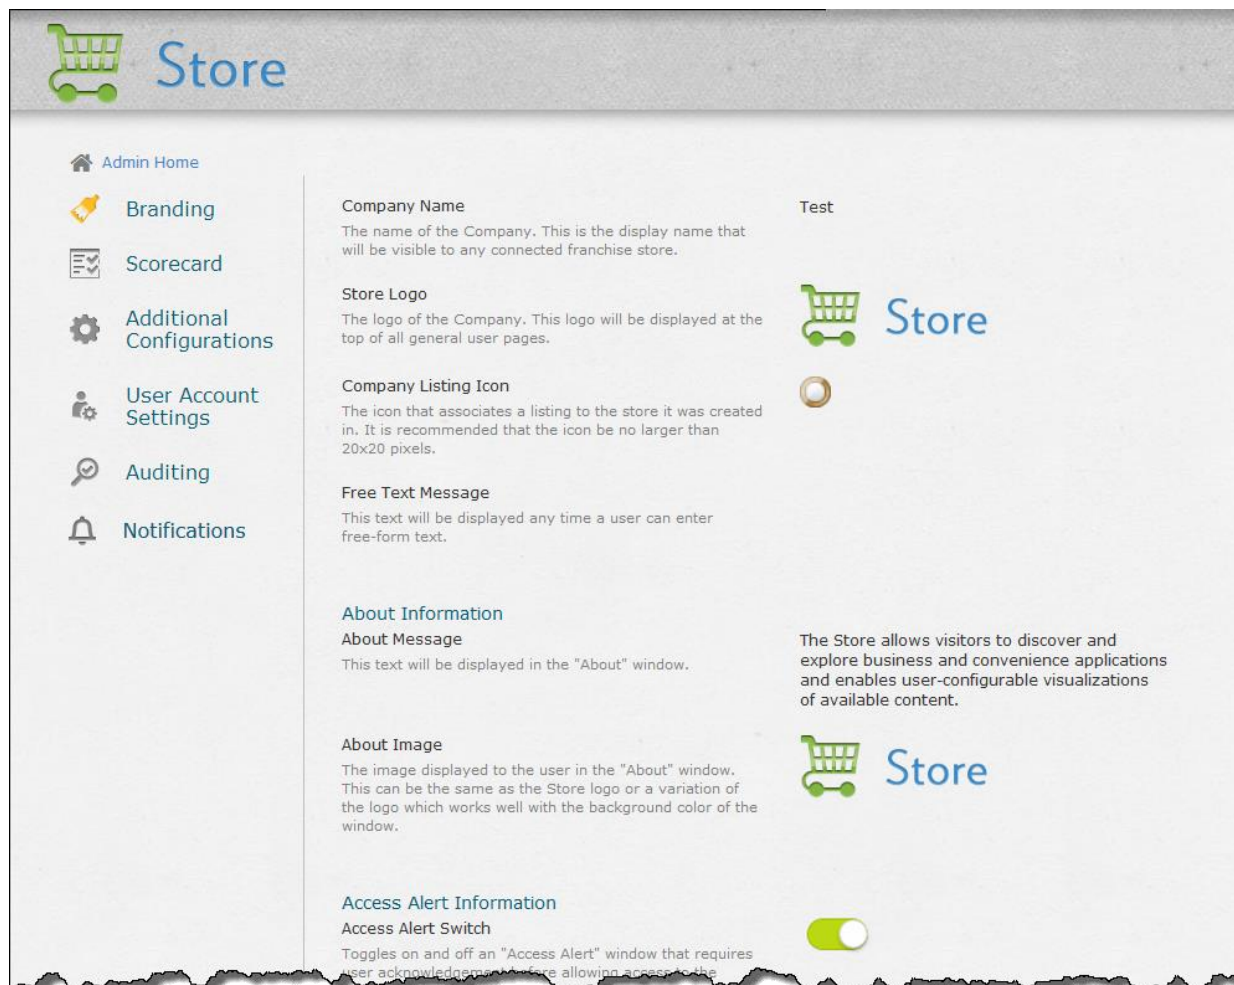 Store
Admin Home
Branding
Scorecard
Additional
Configurations
User Account
Settings
Auditing
Notifications
Company Name
The name of the Company. This is the display name that
will be visible to any connected franchise store.
Test
Store Logo
The logo of the Company. This logo will be displayed at the
top of all general user pages.
Store
Company Listing Icon
The icon that associates a listing to the store it was created
in. It is recommended that the icon be no larger than
20x20 pixels.
Free Text Message
This text will be displayed any time a user can enter
free-form text.
About Information
About Message
This text will be displayed in the "About" window.
The Store allows visitors to discover and
explore business and convenience applications
and enables user-configurable visualizations
of available content.
About Image
The image displayed to the user in the "About" window.
This can be the same as the Store logo or a variation of
the logo which works well with the background color of the
window.
Store
Access Alert Information
Access Alert Switch
Toggles on and off an "Access Alert" window that requires
user acknowledgement before allowing access to the